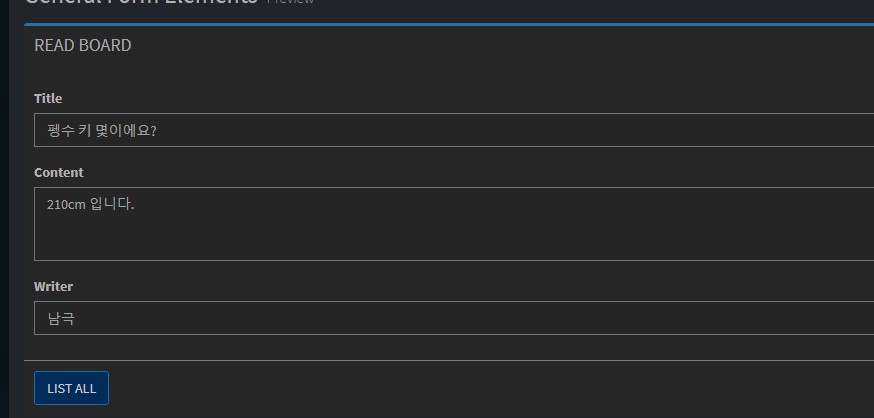 General Form Elements Preview
READ BOARD
Title
펭수 키 몇이에요?
Content
210cm 입니다.
Writer
남극
LIST ALL